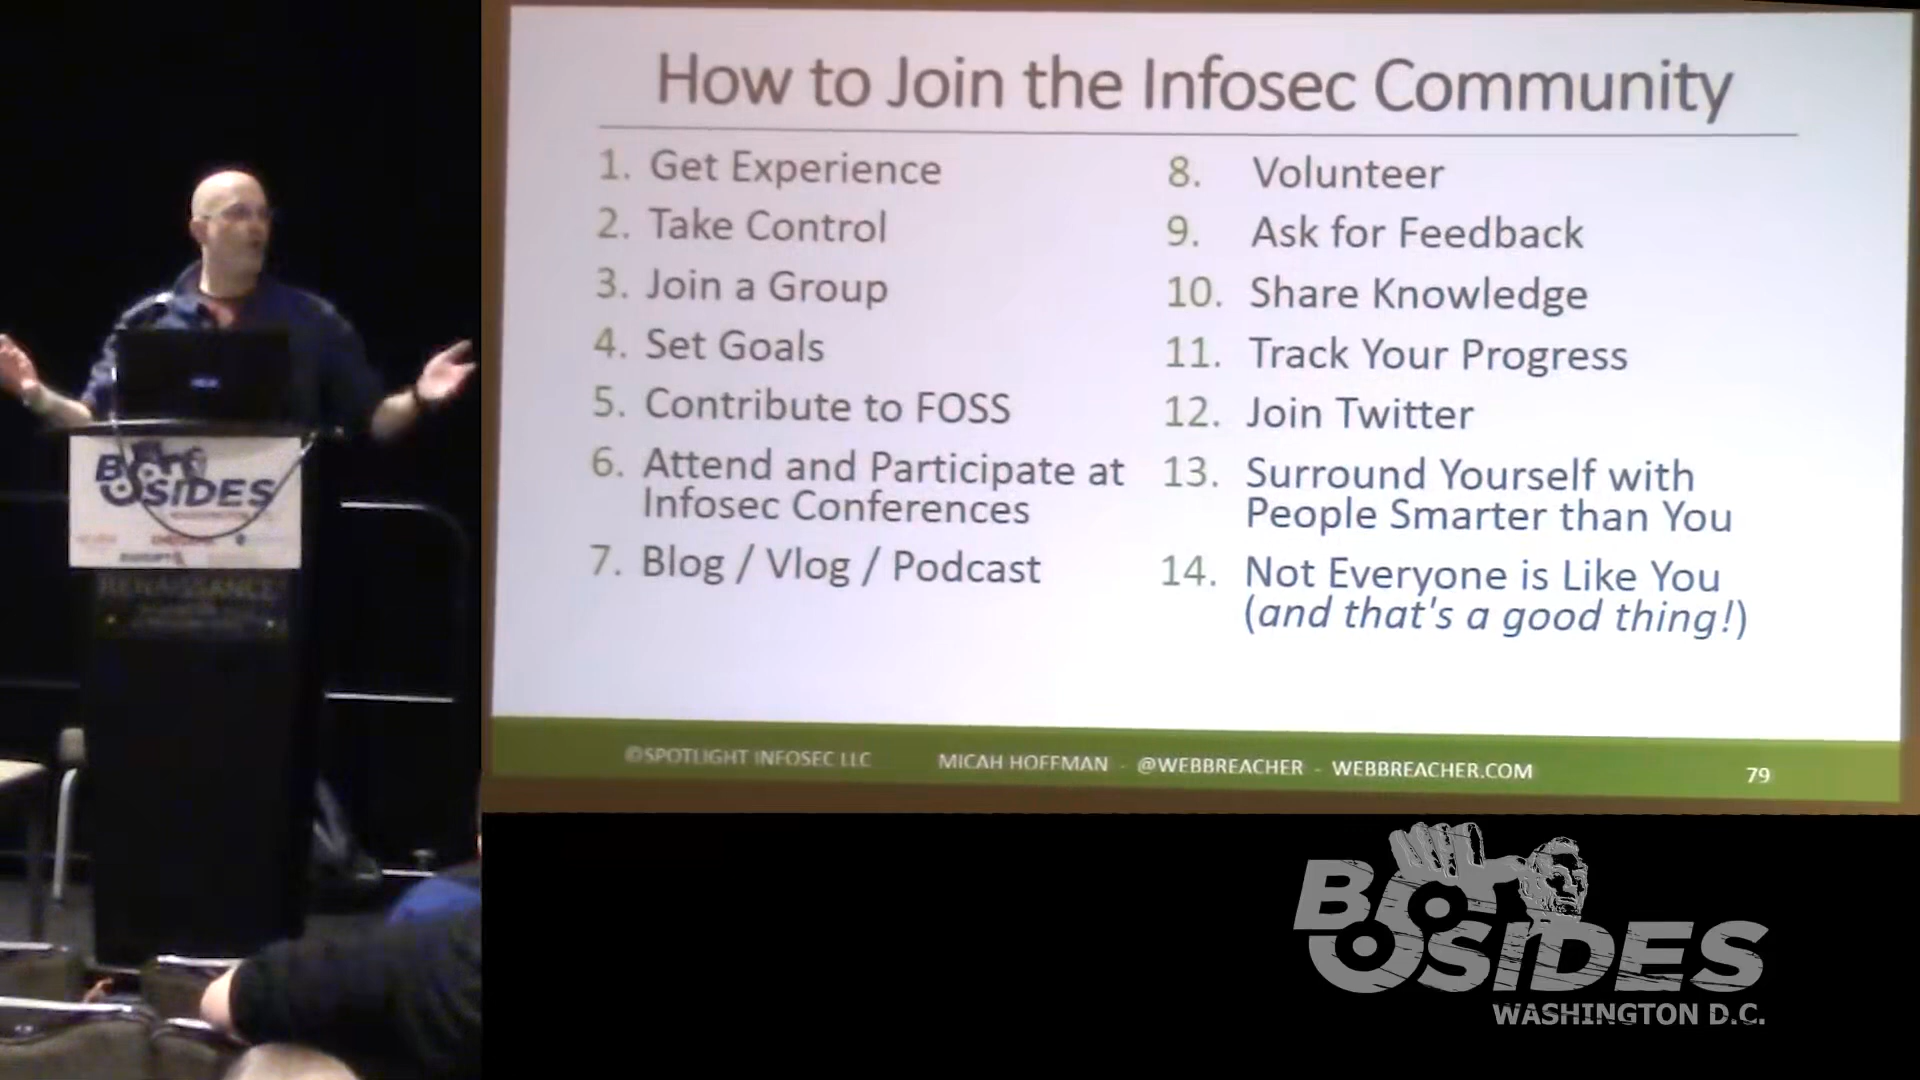 How to Join the Infosec Community
1. Get Experience
2. Take Control
3. Join a Group
4. Set Goals
5. Contribute to FOSS
6. Attend and Participate at
Infosec Conferences
7. Blog / Vlog / Podcast
8. Volunteer
9. Ask for Feedback
10. Share Knowledge
11. Track Your Progress
12. Join Twitter
13. Surround Yourself with
People Smarter than You
14. Not Everyone is Like You
(and that's a good thing!)
©SPOTLIGHT INFOSEC LLC MICAH HOFFMAN - @WEBBREACHER - WEBBREACHER.COM 79
BSIDES
RENAISSANCE
BSIDES
WASHINGTON D.C.